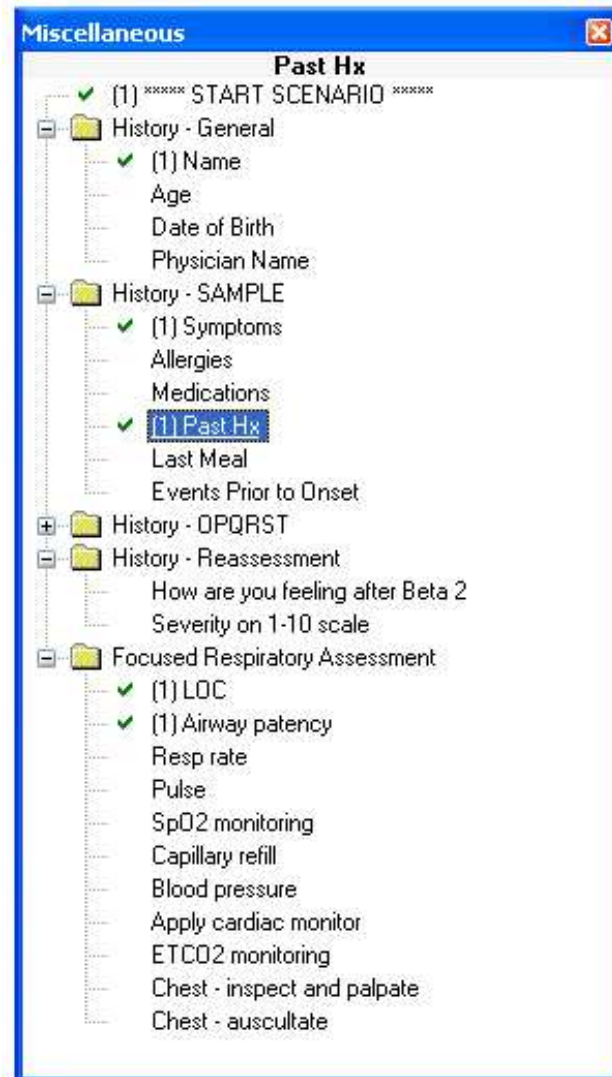 Miscellaneous
Past Hx
(1) ***** START SCENARIO *****
History - General
(1) Name
Age
Date of Birth
Physician Name
History - SAMPLE
(1) Symptoms
Allergies
Medications
(1) Past Hx
Last Meal
Events Prior to Onset
History - OPQRST
History - Reassessment
How are you feeling after Beta 2
Severity on 1-10 scale
Focused Respiratory Assessment
(1) LOC
(1) Airway patency
Resp rate
Pulse
SpO2 monitoring
Capillary refill
Blood pressure
Apply cardiac monitor
ETCO2 monitoring
Chest - inspect and palpate
Chest - auscultate